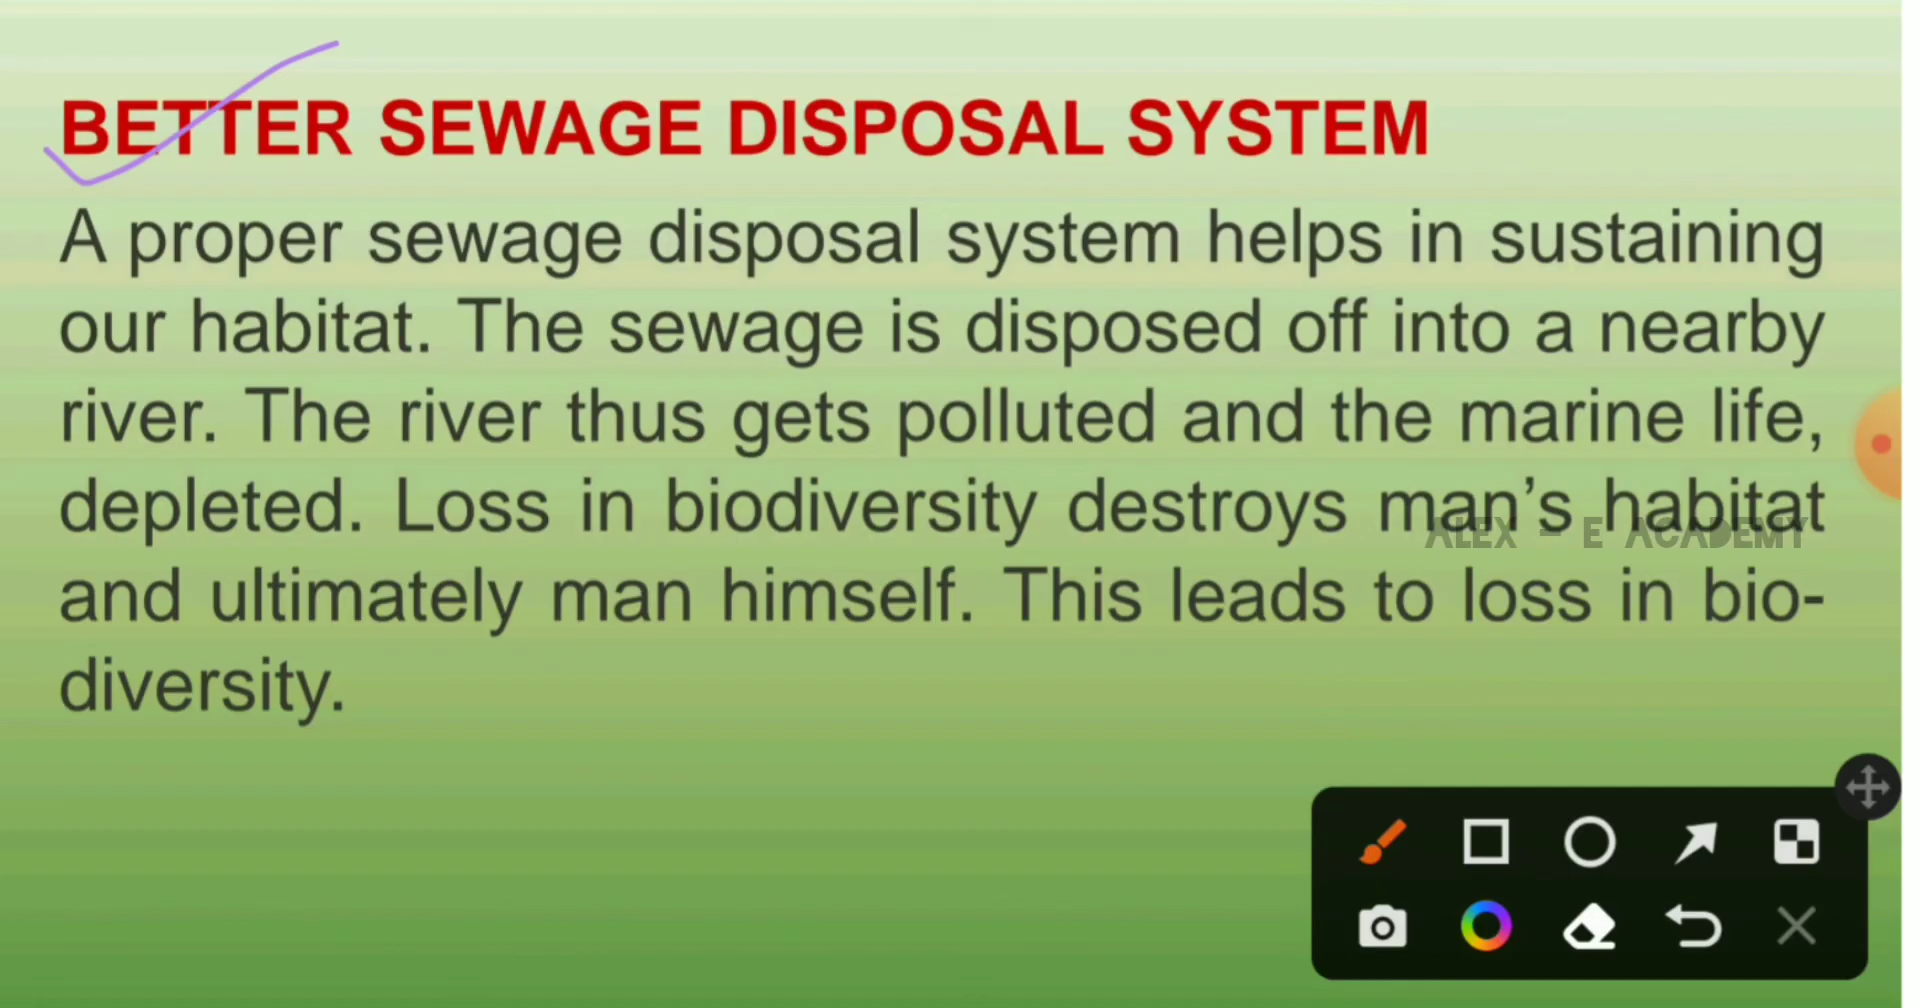 BETTER SEWAGE DISPOSAL SYSTEM
A proper sewage disposal system helps in sustaining
our habitat. The sewage is disposed off into a nearby
river. The river thus gets polluted and the marine life,
depleted. Loss in biodiversity destroys man’s habitat
ALEX - E ACADEMY
and ultimately man himself. This leads to loss in bio-
diversity.